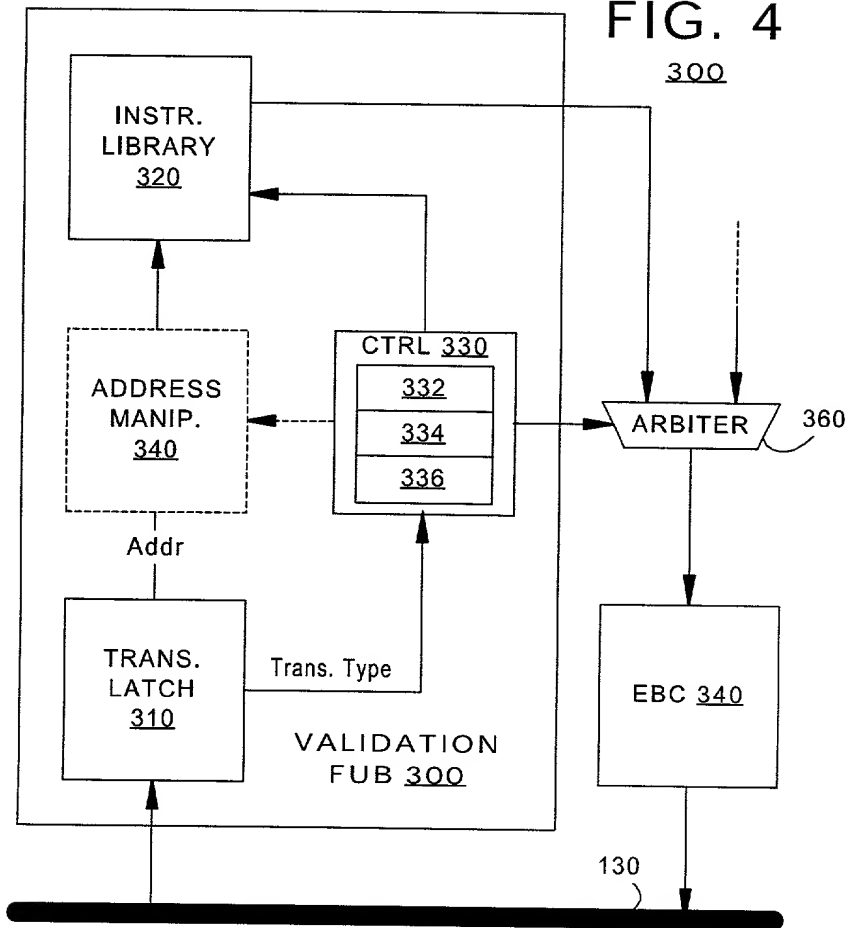 FIG. 4
300
INSTR.
LIBRARY
320
CTRL 330
332
334
336
ADDRESS
MANIP.
340
ARBITER
360
Addr
TRANS.
LATCH
310
Trans. Type
EBC 340
VALIDATION
FUB 300
130